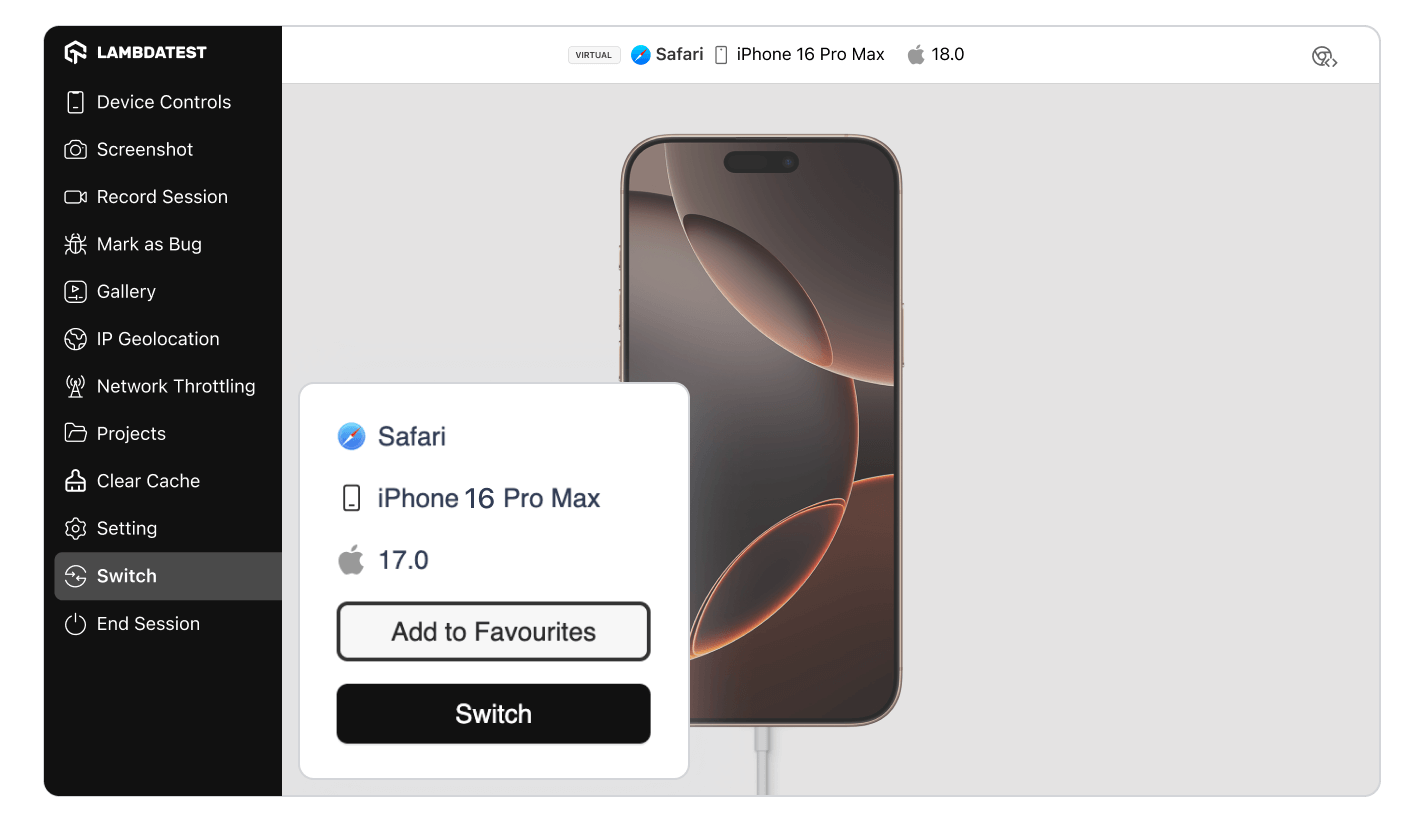 LAMBDATEST
Device Controls
Screenshot
Record Session
Mark as Bug
Gallery
IP Geolocation
Network Throttling
Projects
Clear Cache
Setting
Switch
End Session
VIRTUAL Safari iPhone 16 Pro Max 18.0
Safari
iPhone 16 Pro Max
17.0
Add to Favourites
Switch